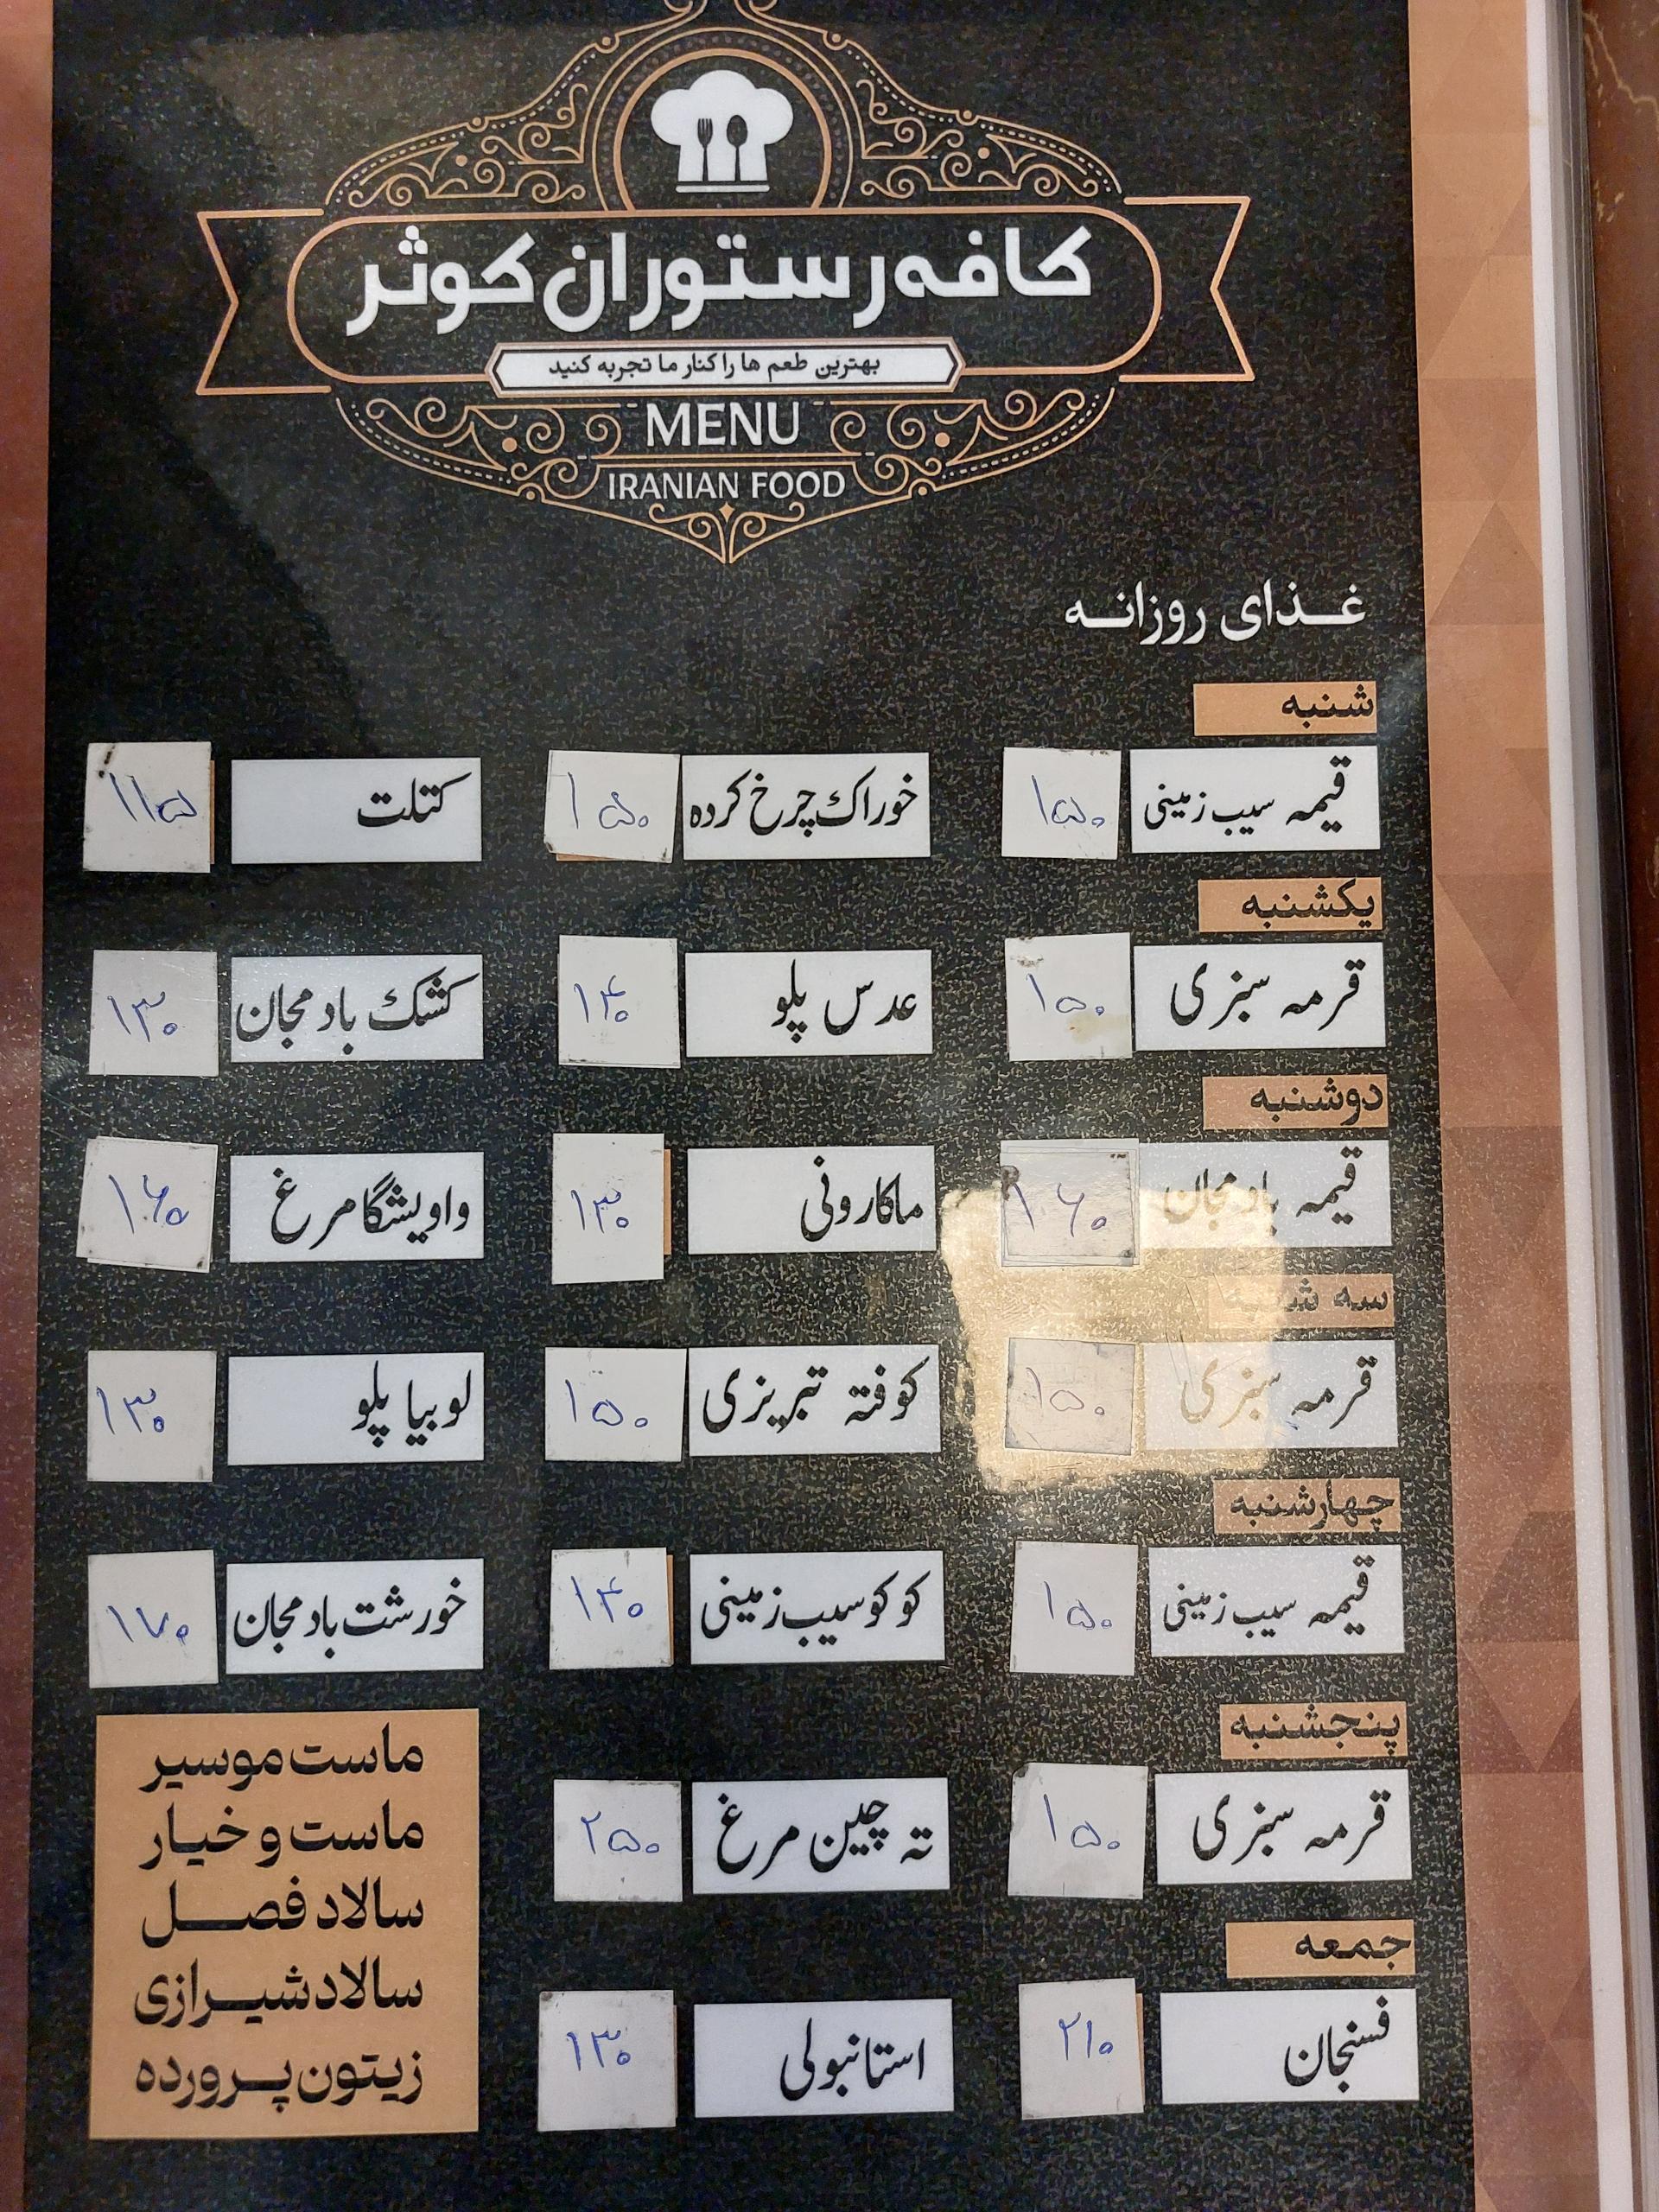 کافه رستوران کوثر
بهترین طعم ها را کنار ما تجربه کنید
MENU
IRANIAN FOOD
غذای روزانه
شنبه
قیمه سیب زمینی ۱۵۰ خوراک چرخ کرده ۱۵۰ کتلت ۱۱۵
یکشنبه
قرمه سبزی ۱۵۰ عدس پلو ۱۴۰ کشک بادمجان ۱۳۰
دوشنبه
قیمه بادمجان ۱۶۰ ماکارونی ۱۳۰ واویشگا مرغ
سه شنبه
قرمه سبزی ۱۵۰ کوفته تبریزی ۱۵۰ لوبیا پلو ۱۳۰
چهارشنبه
قیمه سیب زمینی ۱۵۰ کوکو سیب زمینی ۱۴۰ خورشت بادمجان ۱۷۰
پنجشنبه
قرمه سبزی ۱۵۰ ته چین مرغ ۲۵۰
جمعه
فسنجان ۲۱۰ استانبولی ۱۳۰
ماست موسیر
ماست و خیار
سالاد فصل
سالاد شیرازی
زیتون پرورده